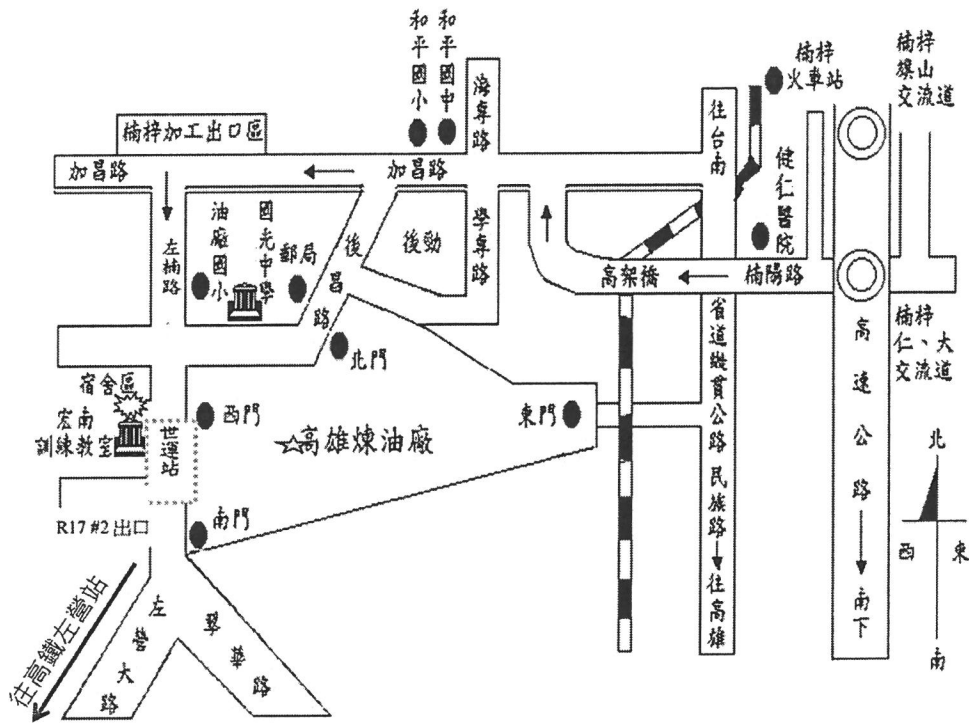 和平國小
和平國中
海專路
楠梓火車站
楠梓旗山交流道
往台南
楠梓加工出口區
加昌路
加昌路
健仁醫院
油廠國小
國光中學
郵局
後昌路
後勁
學專路
左楠路
高架橋
楠陽路
楠梓仁、大交流道
省道縱貫公路民族路
往高雄
高速公路
南下
北門
宿舍區
宏南訓練教室
世運站
西門
☆高雄煉油廠
東門
北
西
東
南
R17 #2 出口
南門
左營大路
翠華路
往高鐵左營站